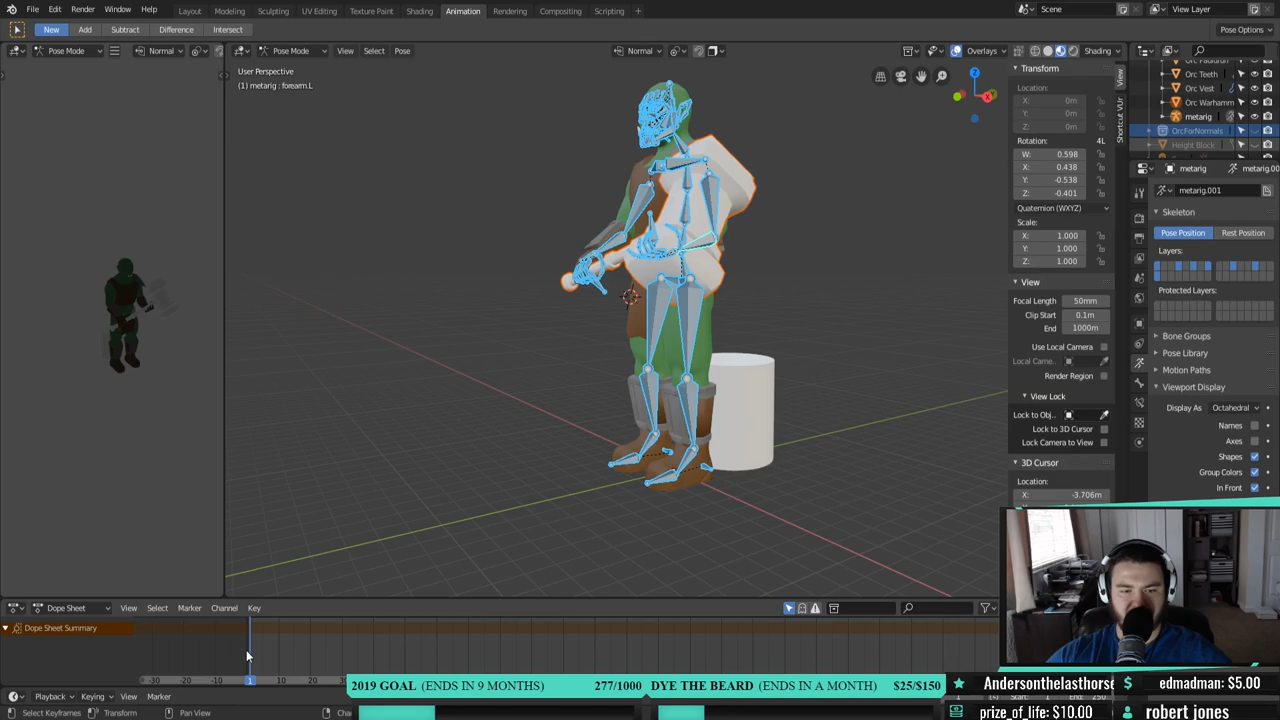 File Edit Render Window Help Layout Modeling Sculpting UV Editing Texture Paint Shading Animation Rendering Compositing Scripting + Scene View Layer
New Add Subtract Difference Intersect Pose Options
Pose Mode Normal Pose Mode View Select Pose Normal Overlays Shading
User Perspective
(1) metarig : forearm.L
Z
X
Transform
Location:
X: 0m
Y: 0m
Z: 0m
Rotation: 4L
W: 0.598
X: 0.438
Y: -0.538
Z: -0.401
Quaternion (WXYZ)
Scale:
X: 1.000
Y: 1.000
Z: 1.000
View
Focal Length 50mm
Clip Start 0.1m
End 1000m
Use Local Camera
Local Came..
Render Region
View Lock
Lock to Obj..
Lock to 3D Cursor
Lock Camera to View
3D Cursor
Location:
X: -3.706m
View
Orc Teeth
Orc Vest
Orc Warhamm
metarig
OrcForNormals
Height Block
metarig metarig.00
metarig.001
Skeleton
Pose Position Rest Position
Layers:
Protected Layers:
Bone Groups
Pose Library
Motion Paths
Viewport Display
Display As Octahedral
Names
Axes
Shapes
Group Colors
In Front
Dope Sheet View Select Marker Channel Key
Dope Sheet Summary
-30 -20 -10 1 10 20
Playback Keying View Marker
2019 GOAL (ENDS IN 9 MONTHS) 277/1000 DYE THE BEARD (ENDS IN A MONTH) $25/$150
Select Keyframes Pan View
Andersonthelasthorse
$ edmadman: $5.00
prize_of_life: $10.00
robert jones